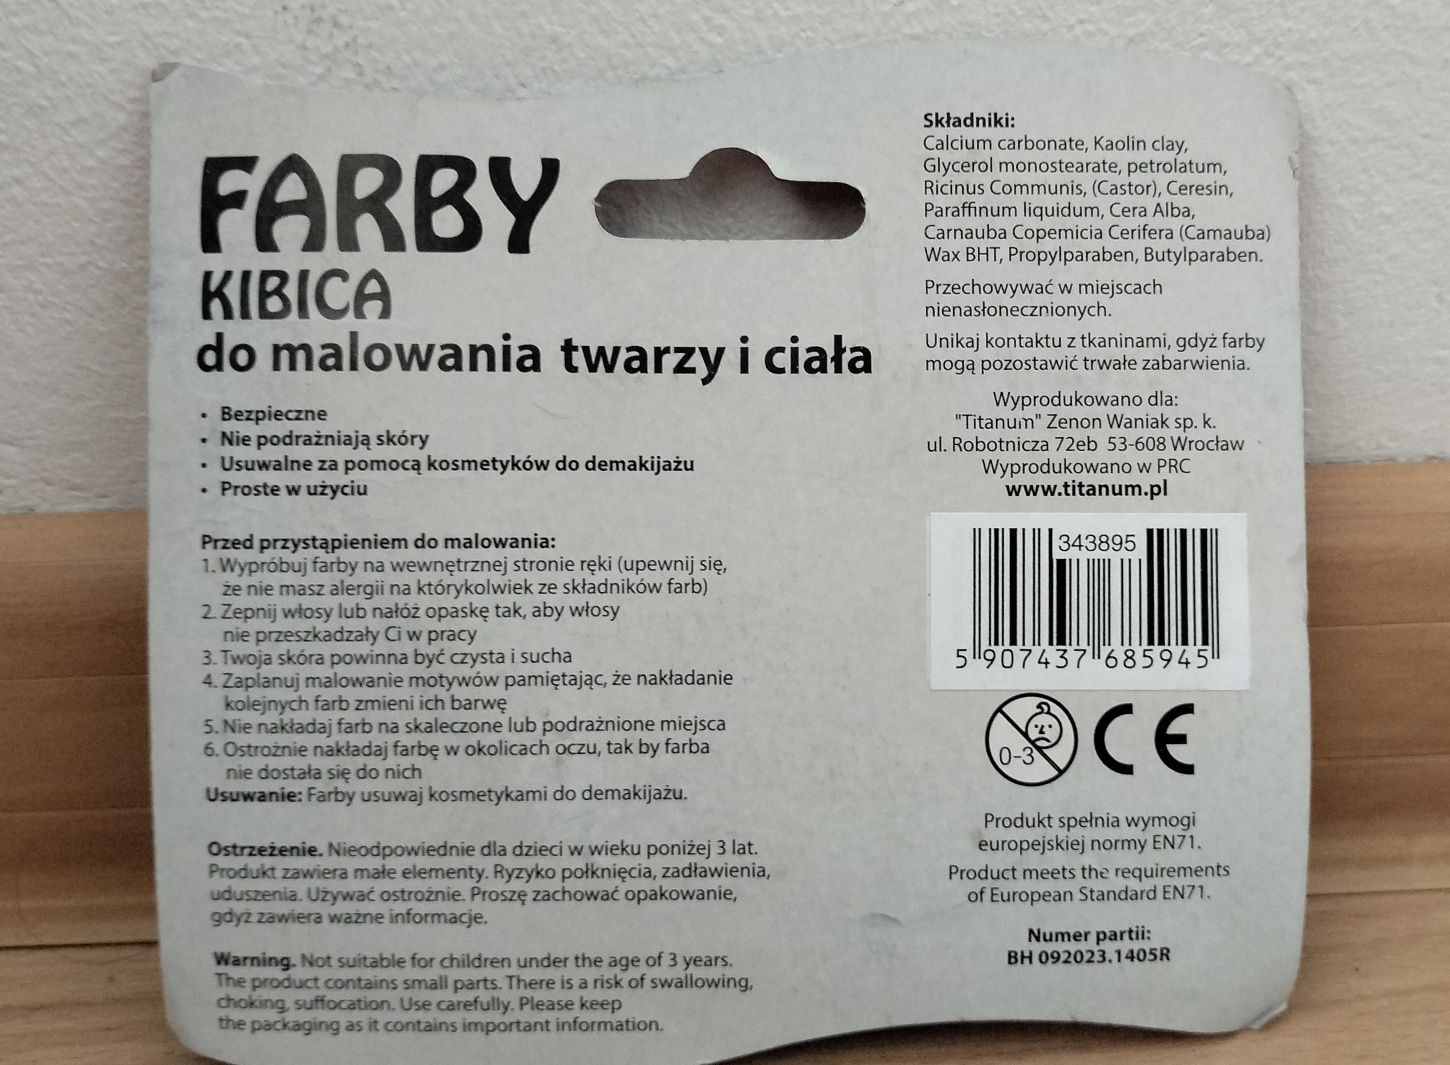 FARBY
KIBICA
do malowania twarzy i ciała
• Bezpieczne
• Nie podrażniają skóry
• Usuwalne za pomocą kosmetyków do demakijażu
• Proste w użyciu
Przed przystąpieniem do malowania:
1. Wypróbuj farby na wewnętrznej stronie ręki (upewnij się,
że nie masz alergii na którykolwiek ze składników farb)
2. Zepnij włosy lub nałóż opaskę tak, aby włosy
nie przeszkadzały Ci w pracy
3. Twoja skóra powinna być czysta i sucha
4. Zaplanuj malowanie motywów pamiętając, że nakładanie
kolejnych farb zmieni ich barwę
5. Nie nakładaj farb na skaleczone lub podrażnione miejsca
6. Ostrożnie nakładaj farbę w okolicach oczu, tak by farba
nie dostała się do nich
Usuwanie: Farby usuwaj kosmetykami do demakijażu.
Ostrzeżenie. Nieodpowiednie dla dzieci w wieku poniżej 3 lat.
Produkt zawiera małe elementy. Ryzyko połknięcia, zadławienia,
uduszenia. Używać ostrożnie. Proszę zachować opakowanie,
gdyż zawiera ważne informacje.
Warning. Not suitable for children under the age of 3 years.
The product contains small parts. There is a risk of swallowing,
choking, suffocation. Use carefully. Please keep
the packaging as it contains important information.
Składniki:
Calcium carbonate, Kaolin clay,
Glycerol monostearate, petrolatum,
Ricinus Communis, (Castor), Ceresin,
Paraffinum liquidum, Cera Alba,
Carnauba Copemicia Cerifera (Camauba)
Wax BHT, Propylparaben, Butylparaben.
Przechowywać w miejscach
nienasłonecznionych.
Unikaj kontaktu z tkaninami, gdyż farby
mogą pozostawić trwałe zabarwienia.
Wyprodukowano dla:
"Titanum" Zenon Waniak sp. k.
ul. Robotnicza 72eb 53-608 Wrocław
Wyprodukowano w PRC
www.titanum.pl
343895
5 907437 685945
0-3
CE
Produkt spełnia wymogi
europejskiej normy EN71.
Product meets the requirements
of European Standard EN71.
Numer partii:
BH 092023.1405R